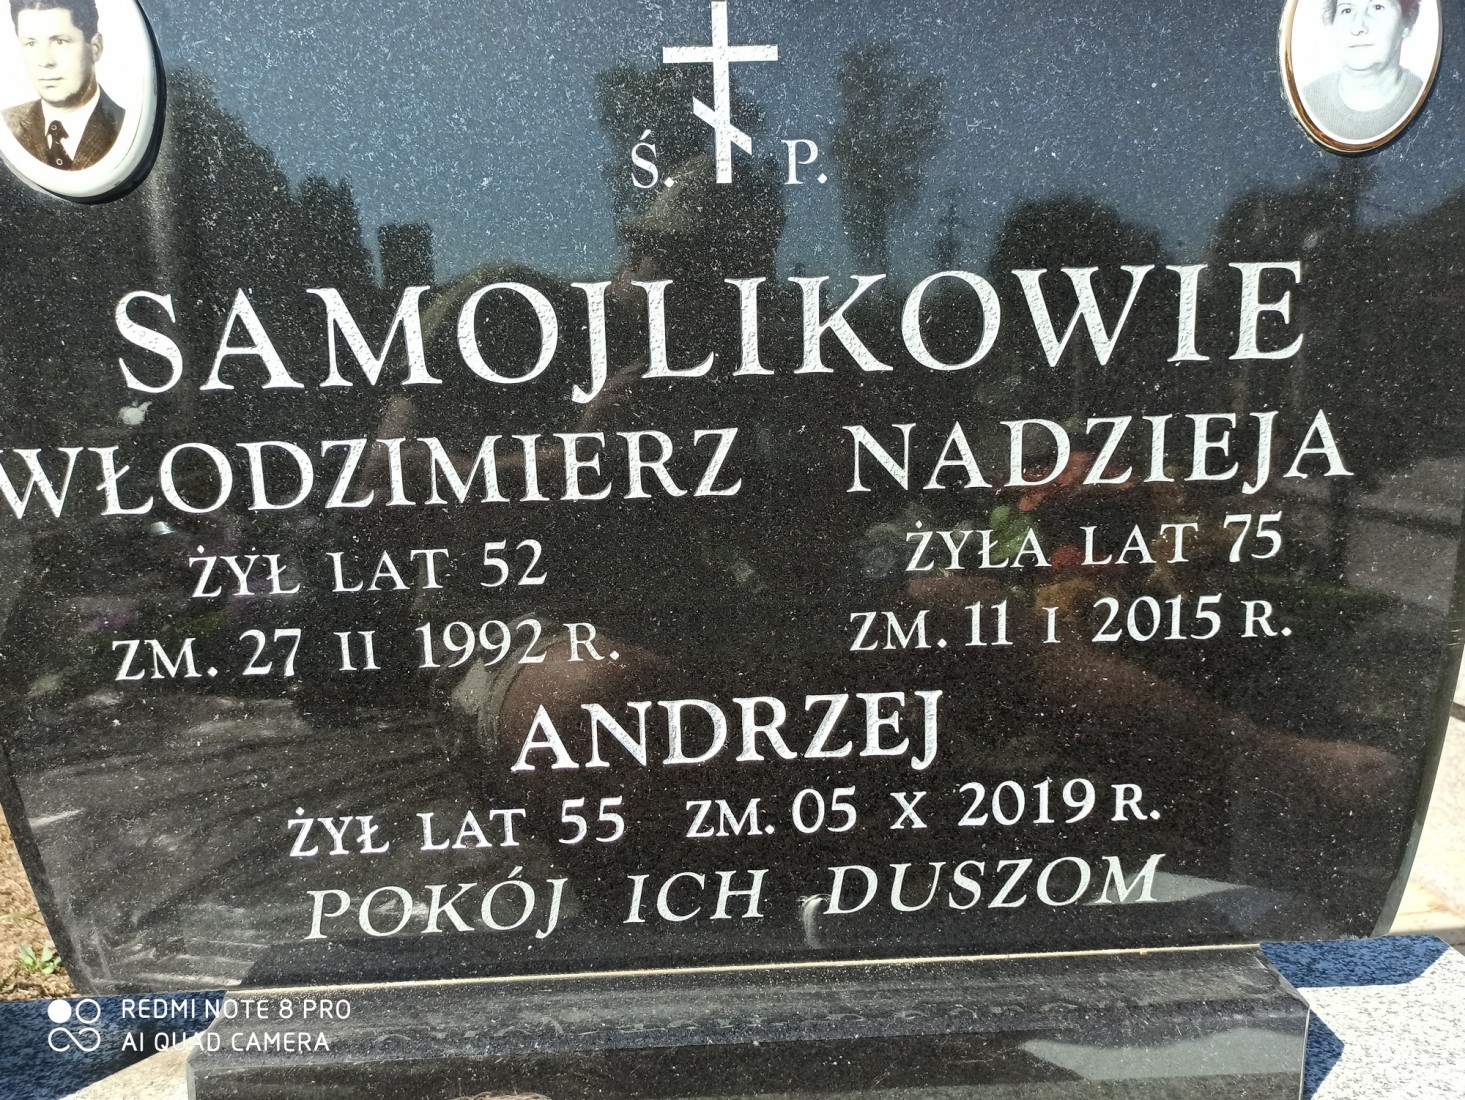 Ś. P.
SAMOJLIKOWIE
WŁODZIMIERZ NADZIEJA
ŻYŁ LAT 52 ŻYŁA LAT 75
ZM. 27 II 1992 R. ZM. 11 I 2015 R.
ANDRZEJ
ŻYŁ LAT 55 ZM. 05 X 2019 R.
POKÓJ ICH DUSZOM
REDMI NOTE 8 PRO
AI QUAD CAMERA